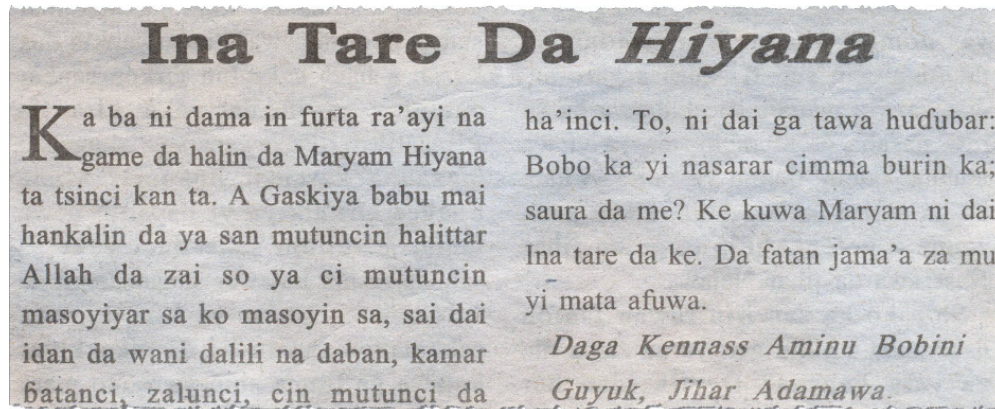 Ina Tare Da Hiyana
Ka ba ni dama in furta ra'ayi na
game da halin da Maryam Hiyana
ta tsinci kan ta. A Gaskiya babu mai
hankalin da ya san mutuncin halittar
Allah da zai so ya ci mutuncin
masoyiyar sa ko masoyin sa, sai dai
idan da wani dalili na daban, kamar
ɓatanci, zalunci, cin mutunci da
ha'inci. To, ni dai ga tawa huɗubar:
Bobo ka yi nasarar cimma burin ka;
saura da me? Ke kuwa Maryam ni dai
Ina tare da ke. Da fatan jama'a za mu
yi mata afuwa.
Daga Kennass Aminu Bobini
Guyuk, Jihar Adamawa.